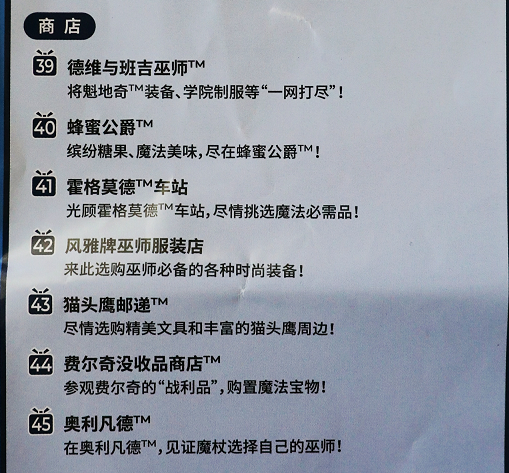 商店
39 德维与班吉巫师™
将魁地奇™装备、学院制服等“一网打尽”!
40 蜂蜜公爵™
缤纷糖果、魔法美味,尽在蜂蜜公爵™!
41 霍格莫德™车站
光顾霍格莫德™车站,尽情挑选魔法必需品!
42 风雅牌巫师服装店
来此选购巫师必备的各种时尚装备!
43 猫头鹰邮递™
尽情选购精美文具和丰富的猫头鹰周边!
44 费尔奇没收品商店™
参观费尔奇的“战利品”,购置魔法宝物!
45 奥利凡德™
在奥利凡德™,见证魔杖选择自己的巫师!